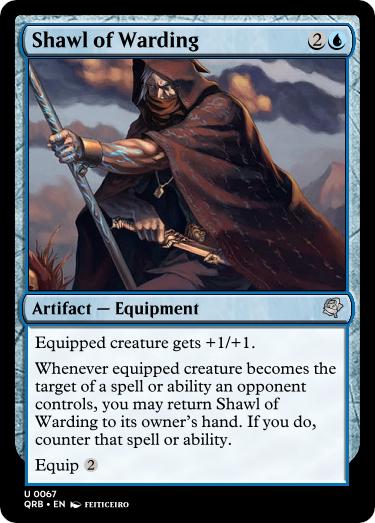 Shawl of Warding 2
Artifact — Equipment
Equipped creature gets +1/+1.
Whenever equipped creature becomes the
target of a spell or ability an opponent
controls, you may return Shawl of
Warding to its owner's hand. If you do,
counter that spell or ability.
Equip 2
U 0067
QRB • EN FEITICEIRO